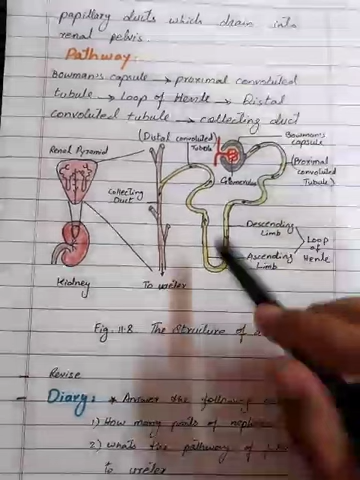 papillary ducts which drain into
renal pelvis.
Pathway:
Bowman's capsule → proximal convoluted
tubule → Loop of Henle → Distal
convoluted tubule → collecting duct
Renal Pyramid
(Distal convoluted
Tubule
Bowman's
capsule
Glomerulus
(Proximal
convoluted
Tubule)
Collecting
Duct
Descending
Limb
Ascending
Limb
Loop
of
Henle
Kidney
To ureter
Fig. 11.8 The Structure of
Revise
Diary: * Answer the following
1) How many parts of
2) whats the pathway of
to ureter